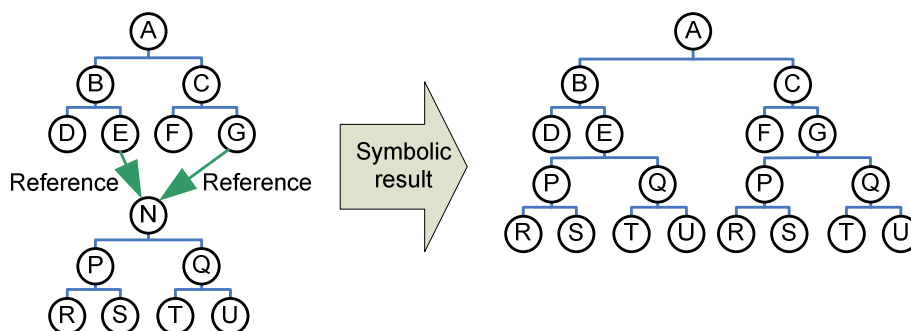 A
B C
D E F G
Reference Reference
N
P Q
R S T U
Symbolic
result
A
B C
D E F G
P Q P Q
R S T U R S T U